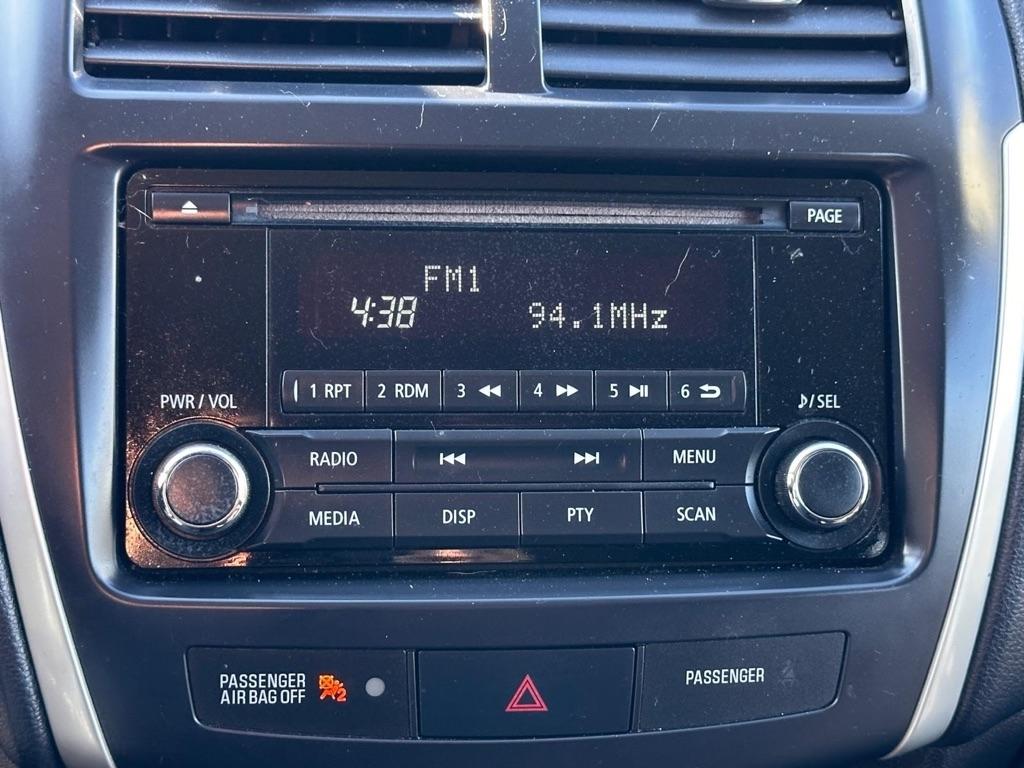 PAGE
FM1
4:38 94.1MHz
1 RPT 2 RDM 3 4 5 6
PWR / VOL
/ SEL
RADIO MENU
MEDIA DISP PTY SCAN
PASSENGER
AIR BAG OFF
2
PASSENGER